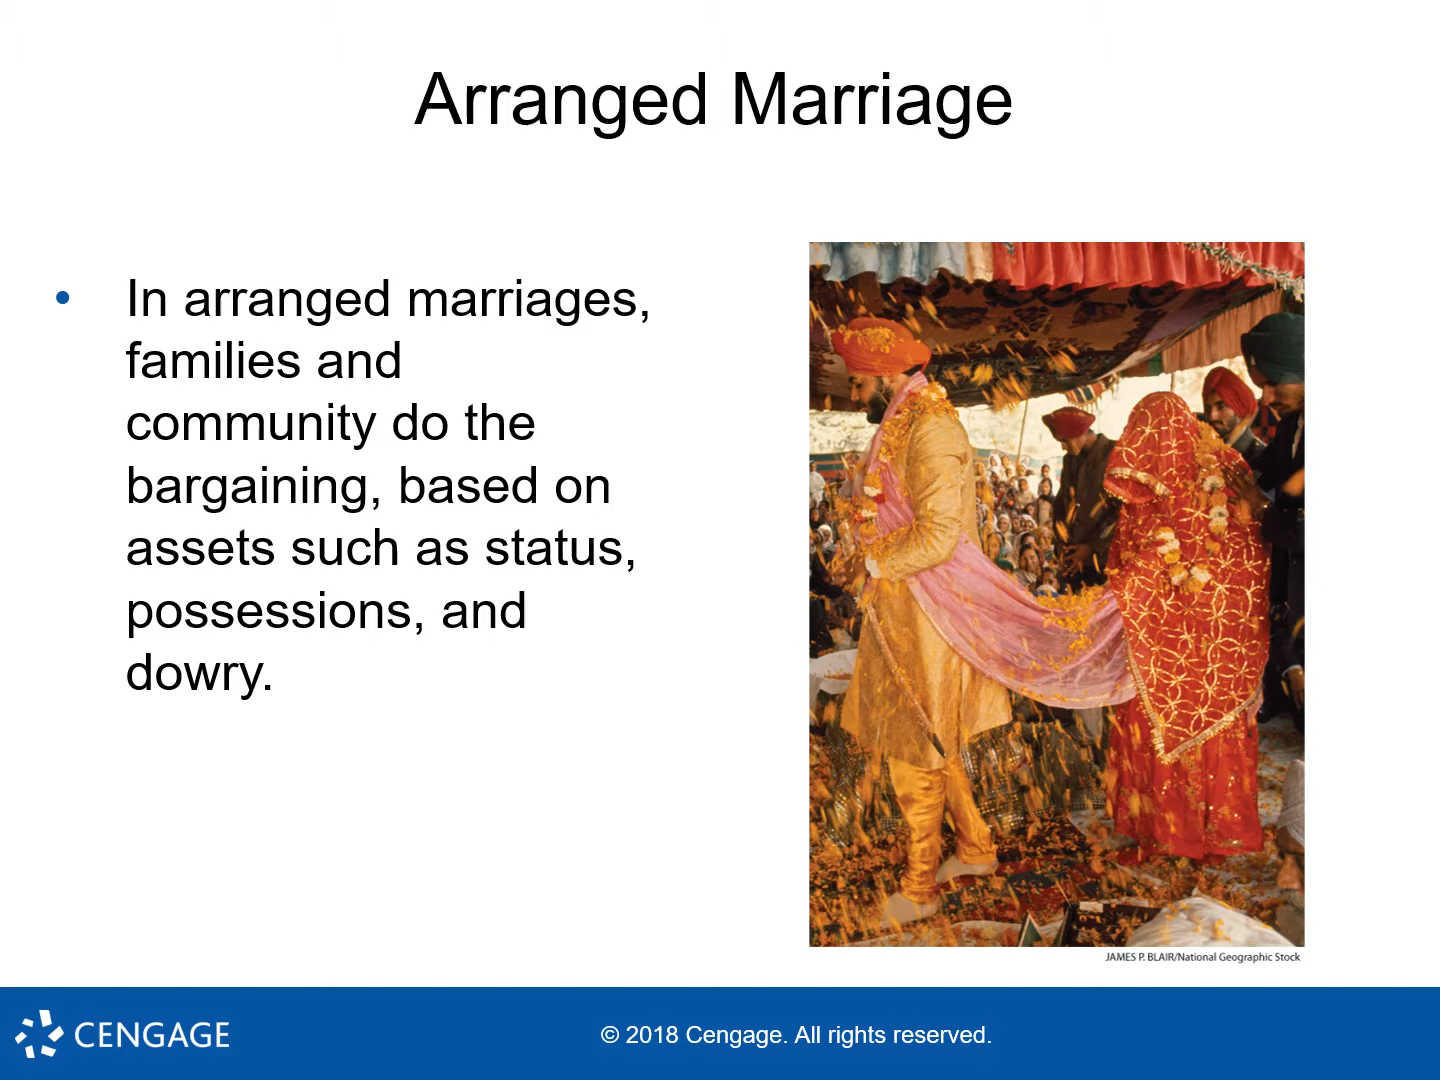 Arranged Marriage
• In arranged marriages,
families and
community do the
bargaining, based on
assets such as status,
possessions, and
dowry.
JAMES P. BLAIR/National Geographic Stock
CENGAGE
© 2018 Cengage. All rights reserved.